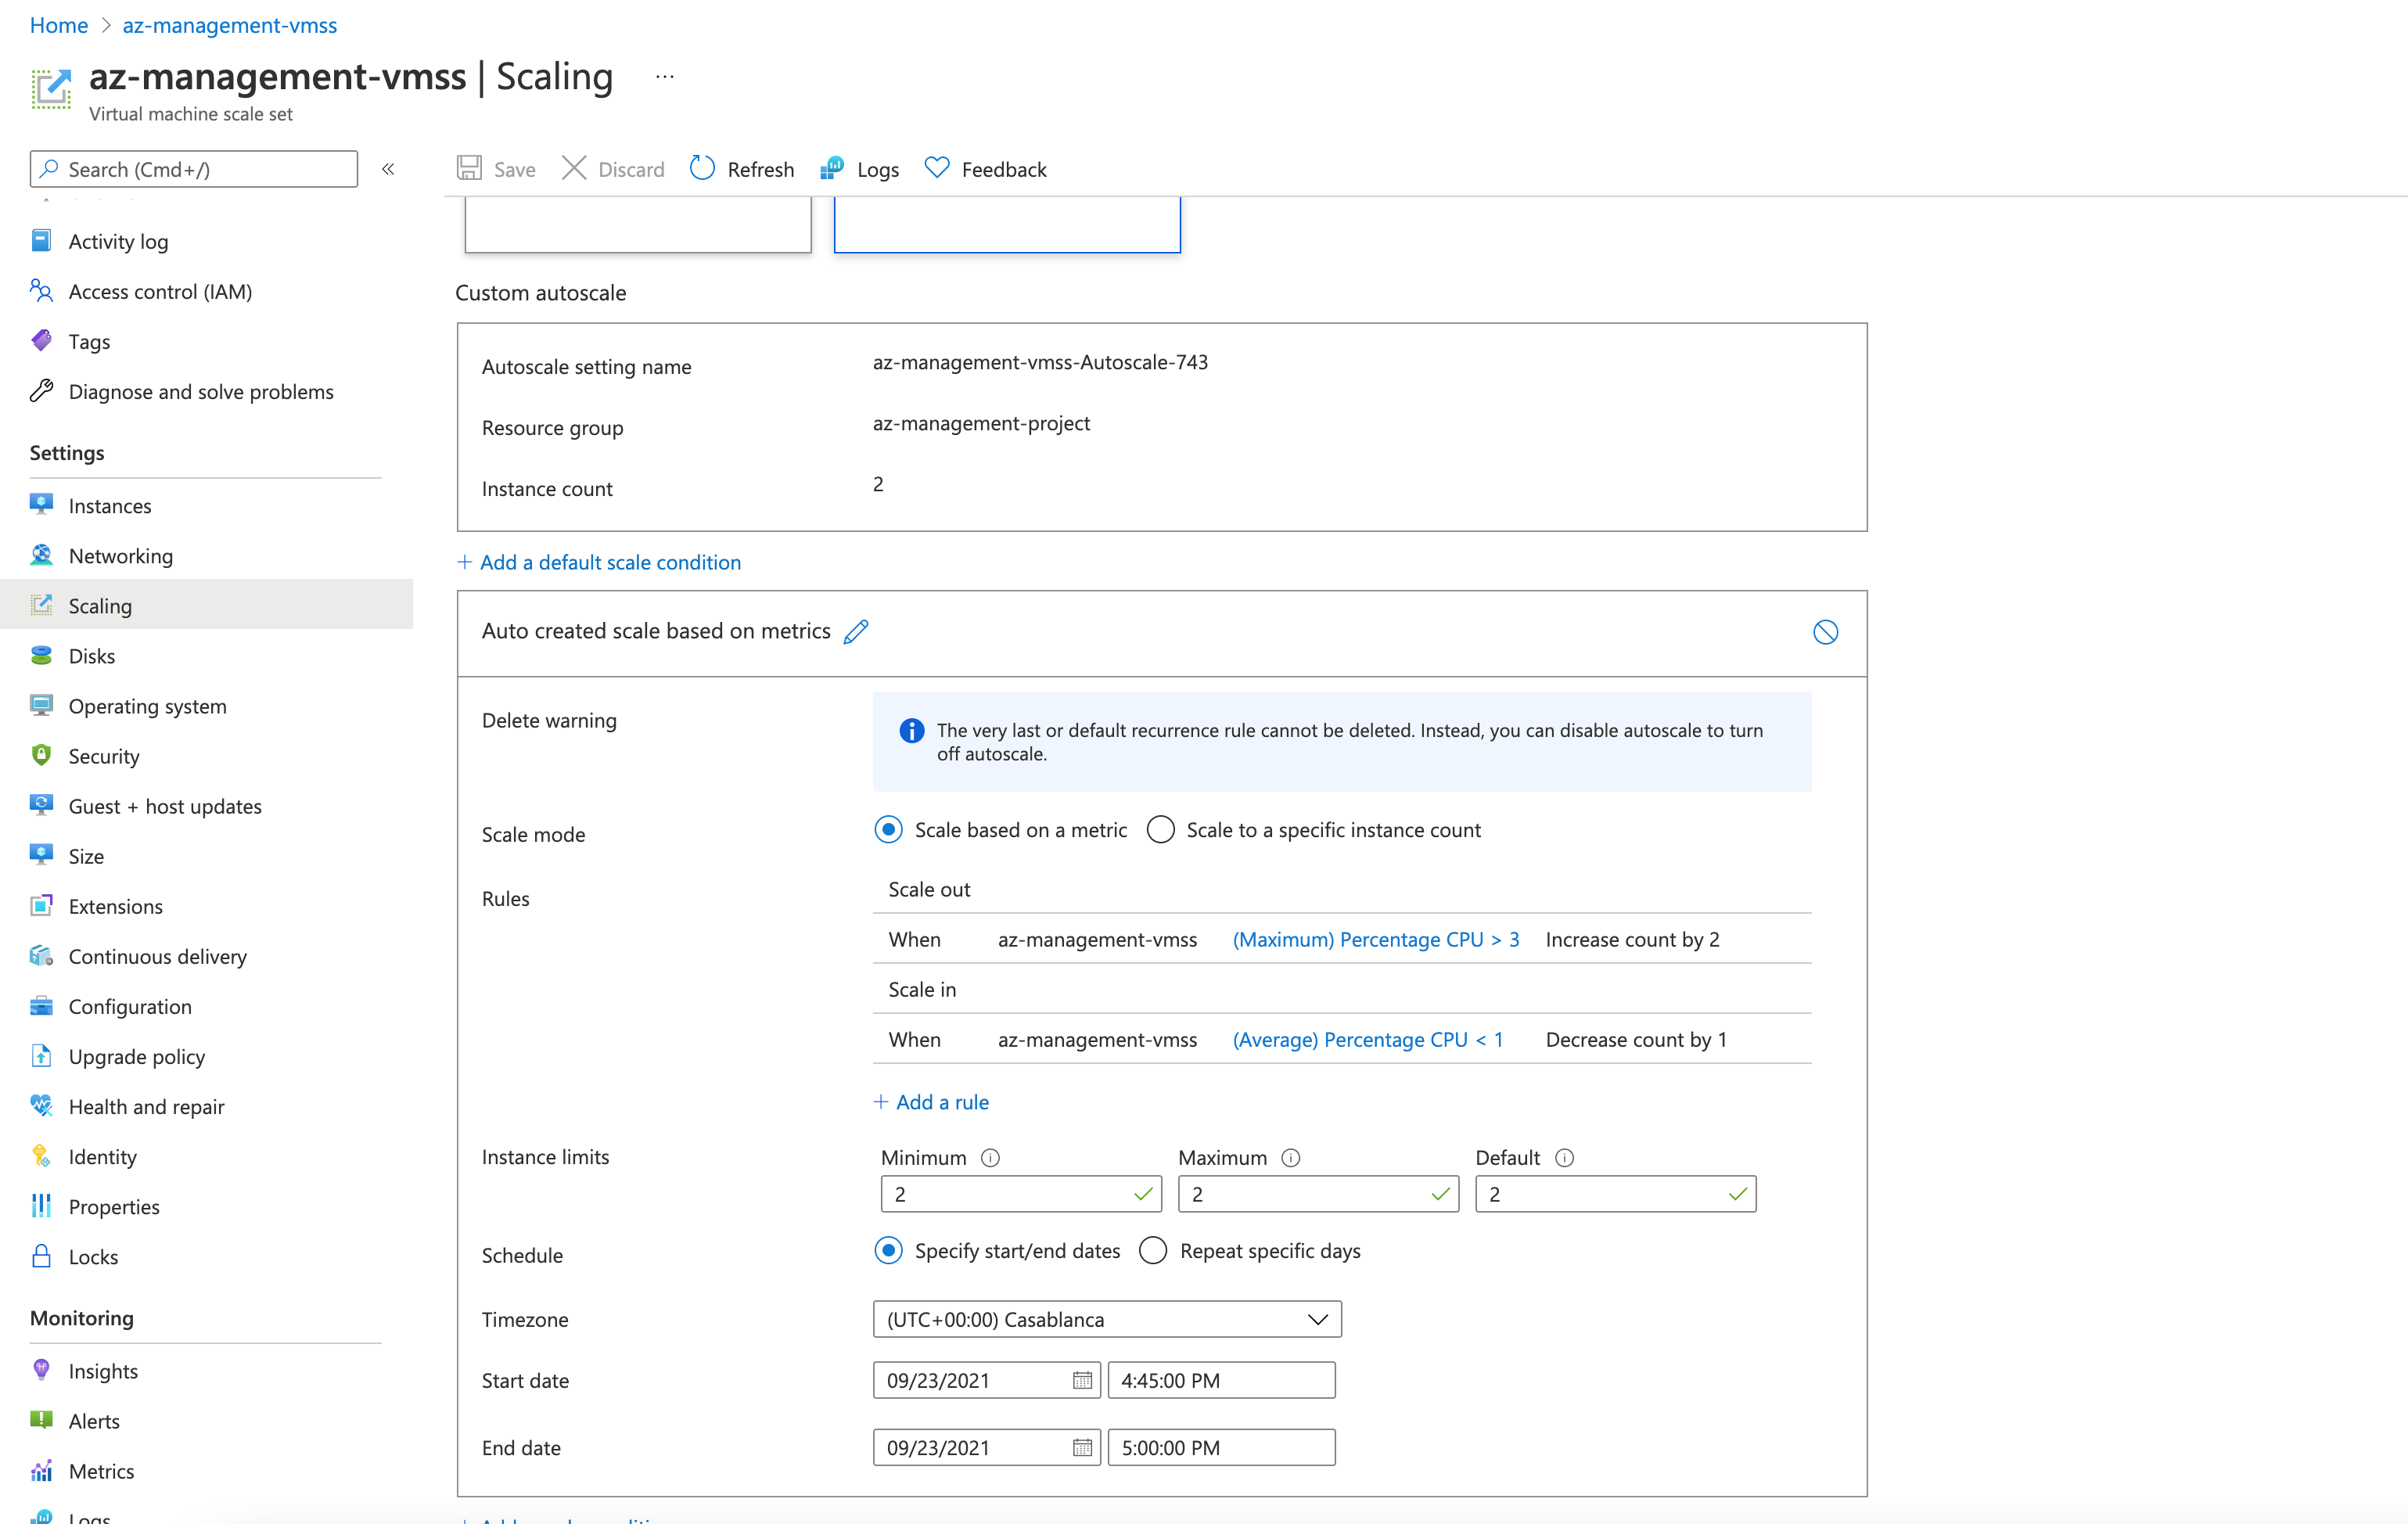 Home > az-management-vmss
az-management-vmss | Scaling ...
Virtual machine scale set
Search (Cmd+/)
«
Save
Discard
Refresh
Logs
Feedback
Activity log
Access control (IAM)
Tags
Diagnose and solve problems
Settings
Instances
Networking
Scaling
Disks
Operating system
Security
Guest + host updates
Size
Extensions
Continuous delivery
Configuration
Upgrade policy
Health and repair
Identity
Properties
Locks
Monitoring
Insights
Alerts
Metrics
Logs
Custom autoscale
Autoscale setting name az-management-vmss-Autoscale-743
Resource group az-management-project
Instance count 2
+ Add a default scale condition
Auto created scale based on metrics
Delete warning
The very last or default recurrence rule cannot be deleted. Instead, you can disable autoscale to turn
off autoscale.
Scale mode Scale based on a metric Scale to a specific instance count
Rules
Scale out
When az-management-vmss (Maximum) Percentage CPU > 3 Increase count by 2
Scale in
When az-management-vmss (Average) Percentage CPU < 1 Decrease count by 1
+ Add a rule
Instance limits Minimum Maximum Default
2 2 2
Schedule Specify start/end dates Repeat specific days
Timezone (UTC+00:00) Casablanca
Start date 09/23/2021 4:45:00 PM
End date 09/23/2021 5:00:00 PM